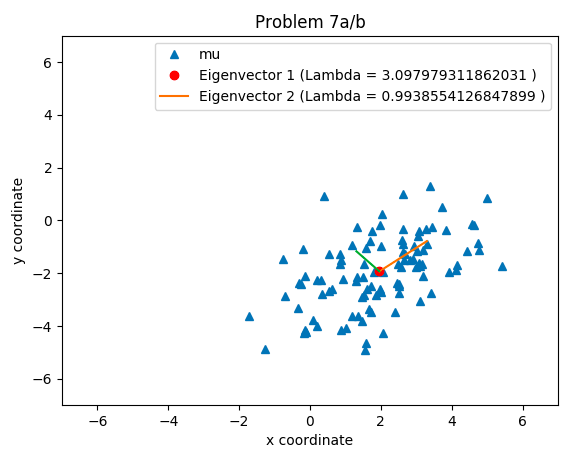 Problem 7a/b
mu
Eigenvector 1 (Lambda = 3.097979311862031 )
Eigenvector 2 (Lambda = 0.9938554126847899 )
6
4
2
0
−2
−4
−6
y coordinate
−6 −4 −2 0 2 4 6
x coordinate